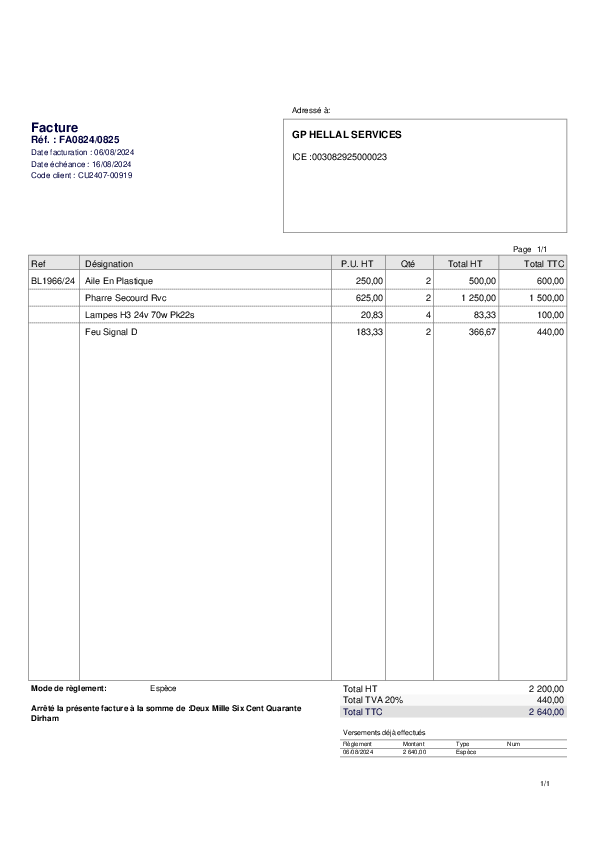 Adressé à:
Facture
Réf. : FA0824/0825
Date facturation : 06/08/2024
Date échéance : 16/08/2024
Code client : CU2407-00919
GP HELLAL SERVICES
ICE :003082925000023
Page 1/1
Ref Désignation P.U. HT Qté Total HT Total TTC
BL1966/24 Aile En Plastique 250,00 2 500,00 600,00
Pharre Secourd Rvc 625,00 2 1 250,00 1 500,00
Lampes H3 24v 70w Pk22s 20,83 4 83,33 100,00
Feu Signal D 183,33 2 366,67 440,00
Mode de règlement: Espèce
Arrêté la présente facture à la somme de :Deux Mille Six Cent Quarante
Dirham
Total HT 2 200,00
Total TVA 20% 440,00
Total TTC 2 640,00
Versements déjà effectués
Règlement Montant Type Num
06/08/2024 2 640,00 Espèce
1/1